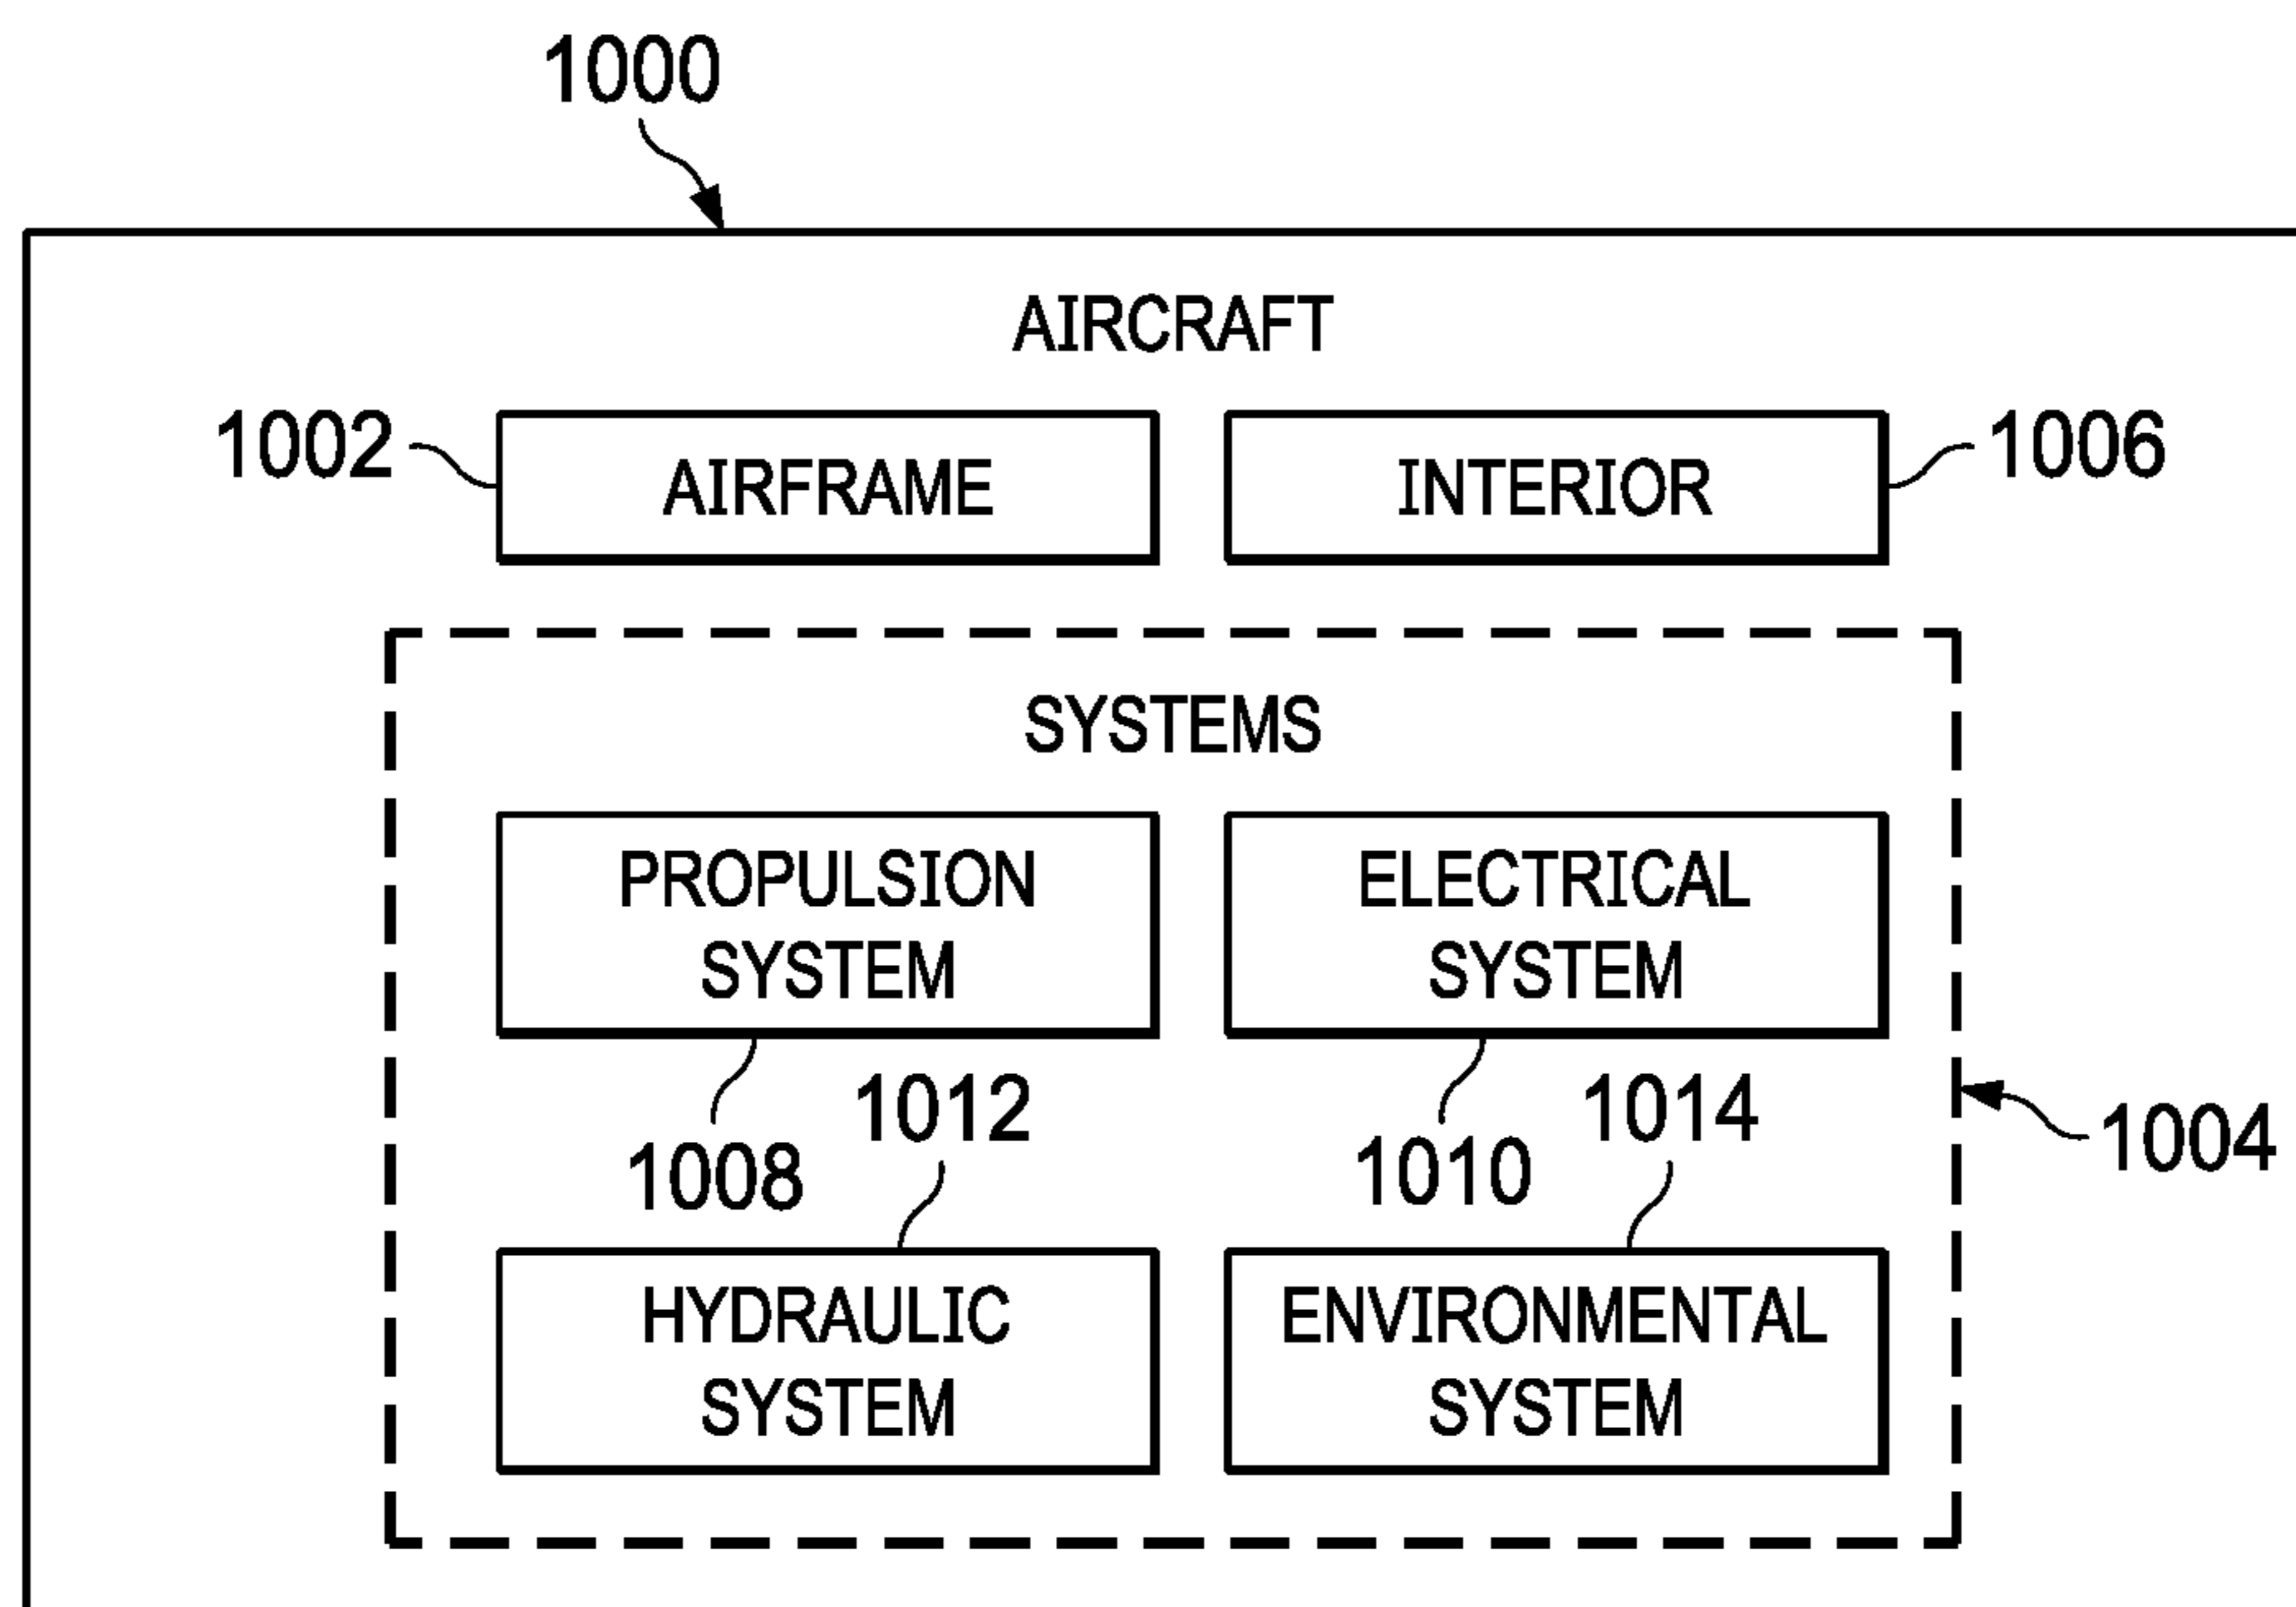 1000
AIRCRAFT
1002
AIRFRAME
INTERIOR
1006
SYSTEMS
PROPULSION
SYSTEM
ELECTRICAL
SYSTEM
1008
1012
1010
1014
1004
HYDRAULIC
SYSTEM
ENVIRONMENTAL
SYSTEM